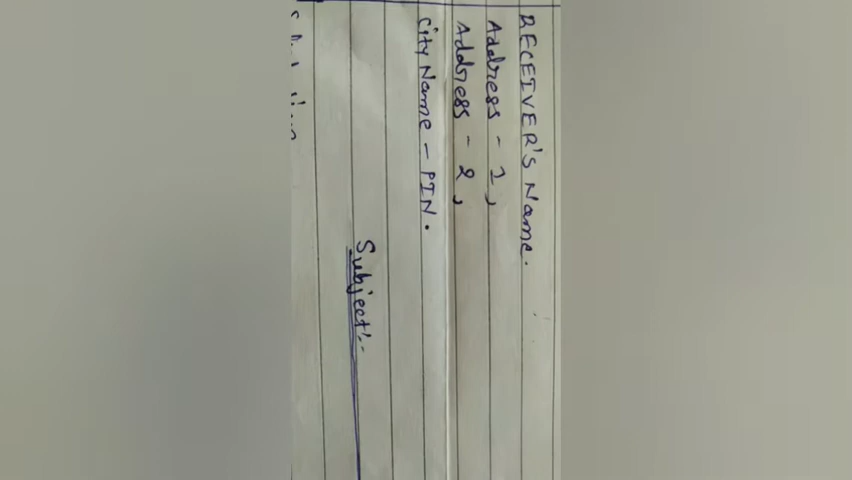 RECEIVER'S Name.
Address - 1,
Address - 2,
City Name - PIN.
Subject:-